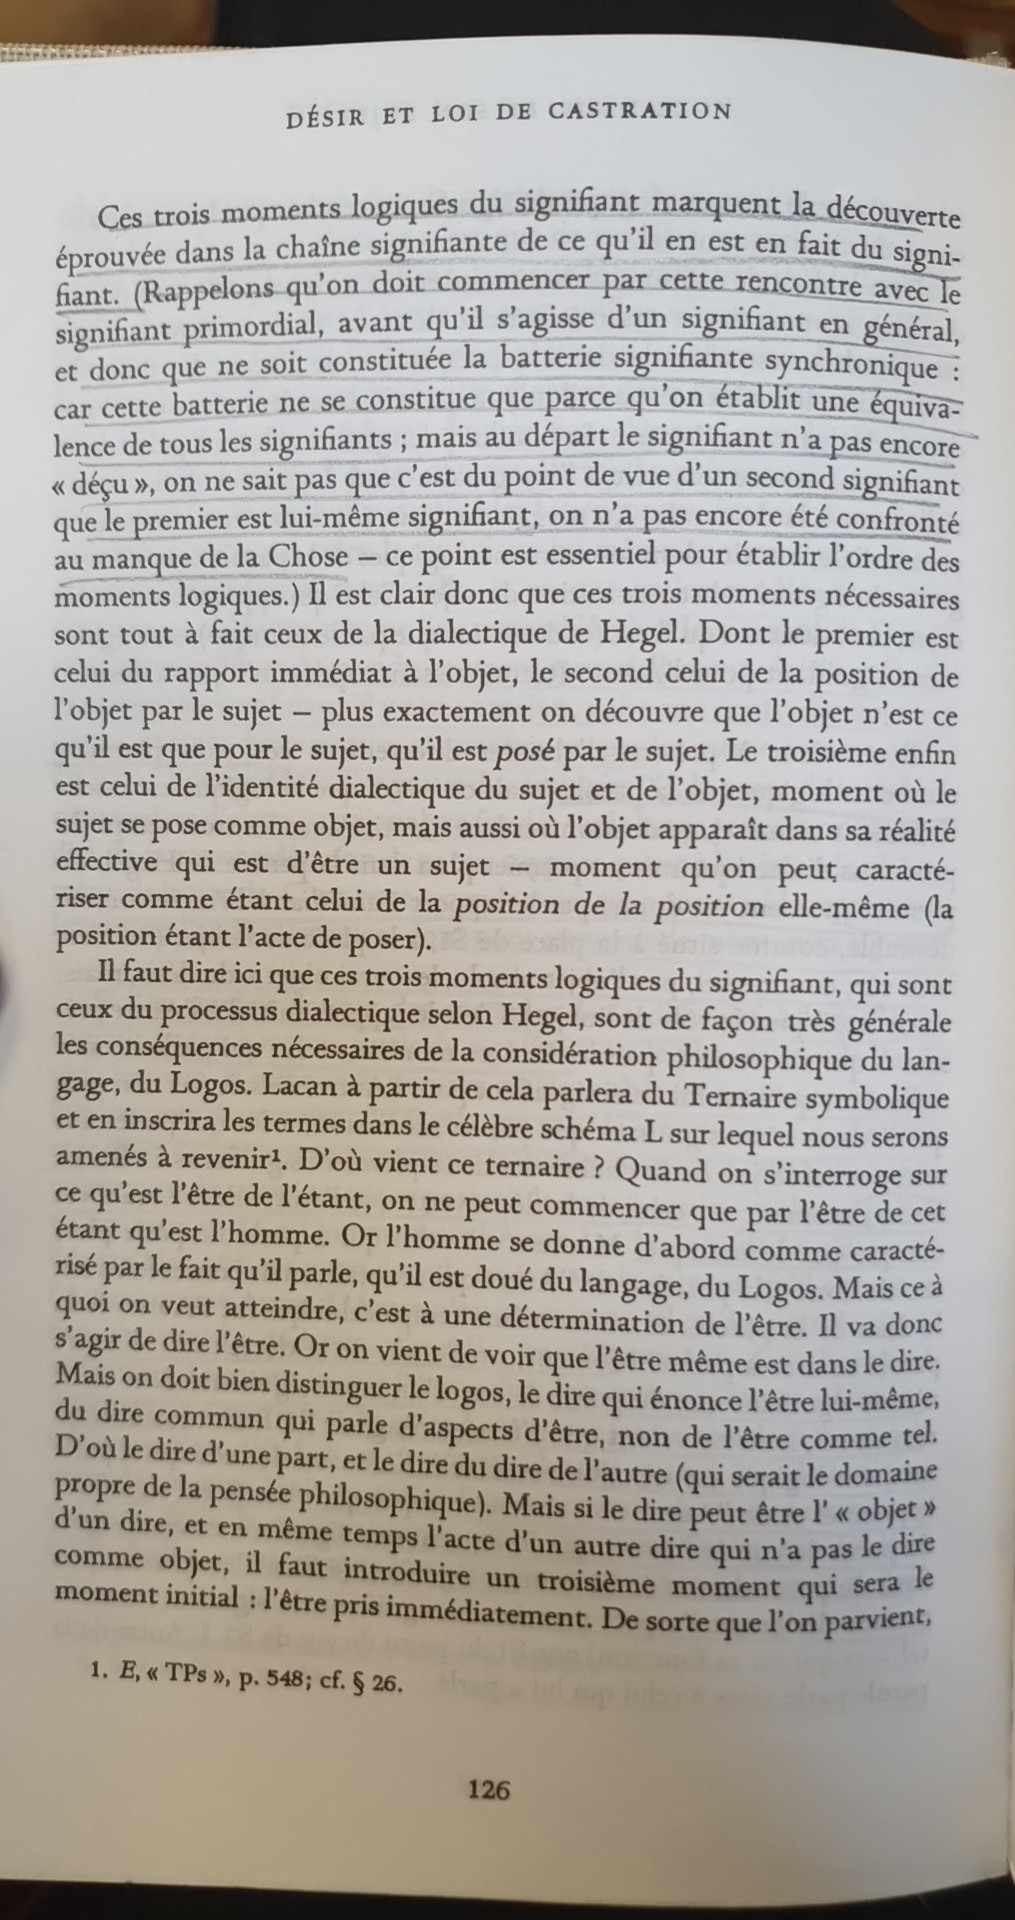 DÉSIR ET LOI DE CASTRATION
Ces trois moments logiques du signifiant marquent la découverte
éprouvée dans la chaîne signifiante de ce qu'il en est en fait du signi-
fiant. (Rappelons qu'on doit commencer par cette rencontre avec le
signifiant primordial, avant qu'il s'agisse d'un signifiant en général,
et donc que ne soit constituée la batterie signifiante synchronique :
car cette batterie ne se constitue que parce qu'on établit une équiva-
lence de tous les signifiants ; mais au départ le signifiant n'a pas encore
« déçu », on ne sait pas que c'est du point de vue d'un second signifiant
que le premier est lui-même signifiant, on n'a pas encore été confronté
au manque de la Chose – ce point est essentiel pour établir l'ordre des
moments logiques.) Il est clair donc que ces trois moments nécessaires
sont tout à fait ceux de la dialectique de Hegel. Dont le premier est
celui du rapport immédiat à l'objet, le second celui de la position de
l'objet par le sujet – plus exactement on découvre que l'objet n'est ce
qu'il est que pour le sujet, qu'il est posé par le sujet. Le troisième enfin
est celui de l'identité dialectique du sujet et de l'objet, moment où le
sujet se pose comme objet, mais aussi où l'objet apparaît dans sa réalité
effective qui est d'être un sujet – moment qu'on peut caracté-
riser comme étant celui de la position de la position elle-même (la
position étant l'acte de poser).
Il faut dire ici que ces trois moments logiques du signifiant, qui sont
ceux du processus dialectique selon Hegel, sont de façon très générale
les conséquences nécessaires de la considération philosophique du lan-
gage, du Logos. Lacan à partir de cela parlera du Ternaire symbolique
et en inscrira les termes dans le célèbre schéma L sur lequel nous serons
amenés à revenir¹. D'où vient ce ternaire ? Quand on s'interroge sur
ce qu'est l'être de l'étant, on ne peut commencer que par l'être de cet
étant qu'est l'homme. Or l'homme se donne d'abord comme caracté-
risé par le fait qu'il parle, qu'il est doué du langage, du Logos. Mais ce à
quoi on veut atteindre, c'est à une détermination de l'être. Il va donc
s'agir de dire l'être. Or on vient de voir que l'être même est dans le dire.
Mais on doit bien distinguer le logos, le dire qui énonce l'être lui-même,
du dire commun qui parle d'aspects d'être, non de l'être comme tel.
D'où le dire d'une part, et le dire du dire de l'autre (qui serait le domaine
propre de la pensée philosophique). Mais si le dire peut être l' « objet »
d'un dire, et en même temps l'acte d'un autre dire qui n'a pas le dire
comme objet, il faut introduire un troisième moment qui sera le
moment initial : l'être pris immédiatement. De sorte que l'on parvient,
1. E, « TPs », p. 548; cf. § 26.
126